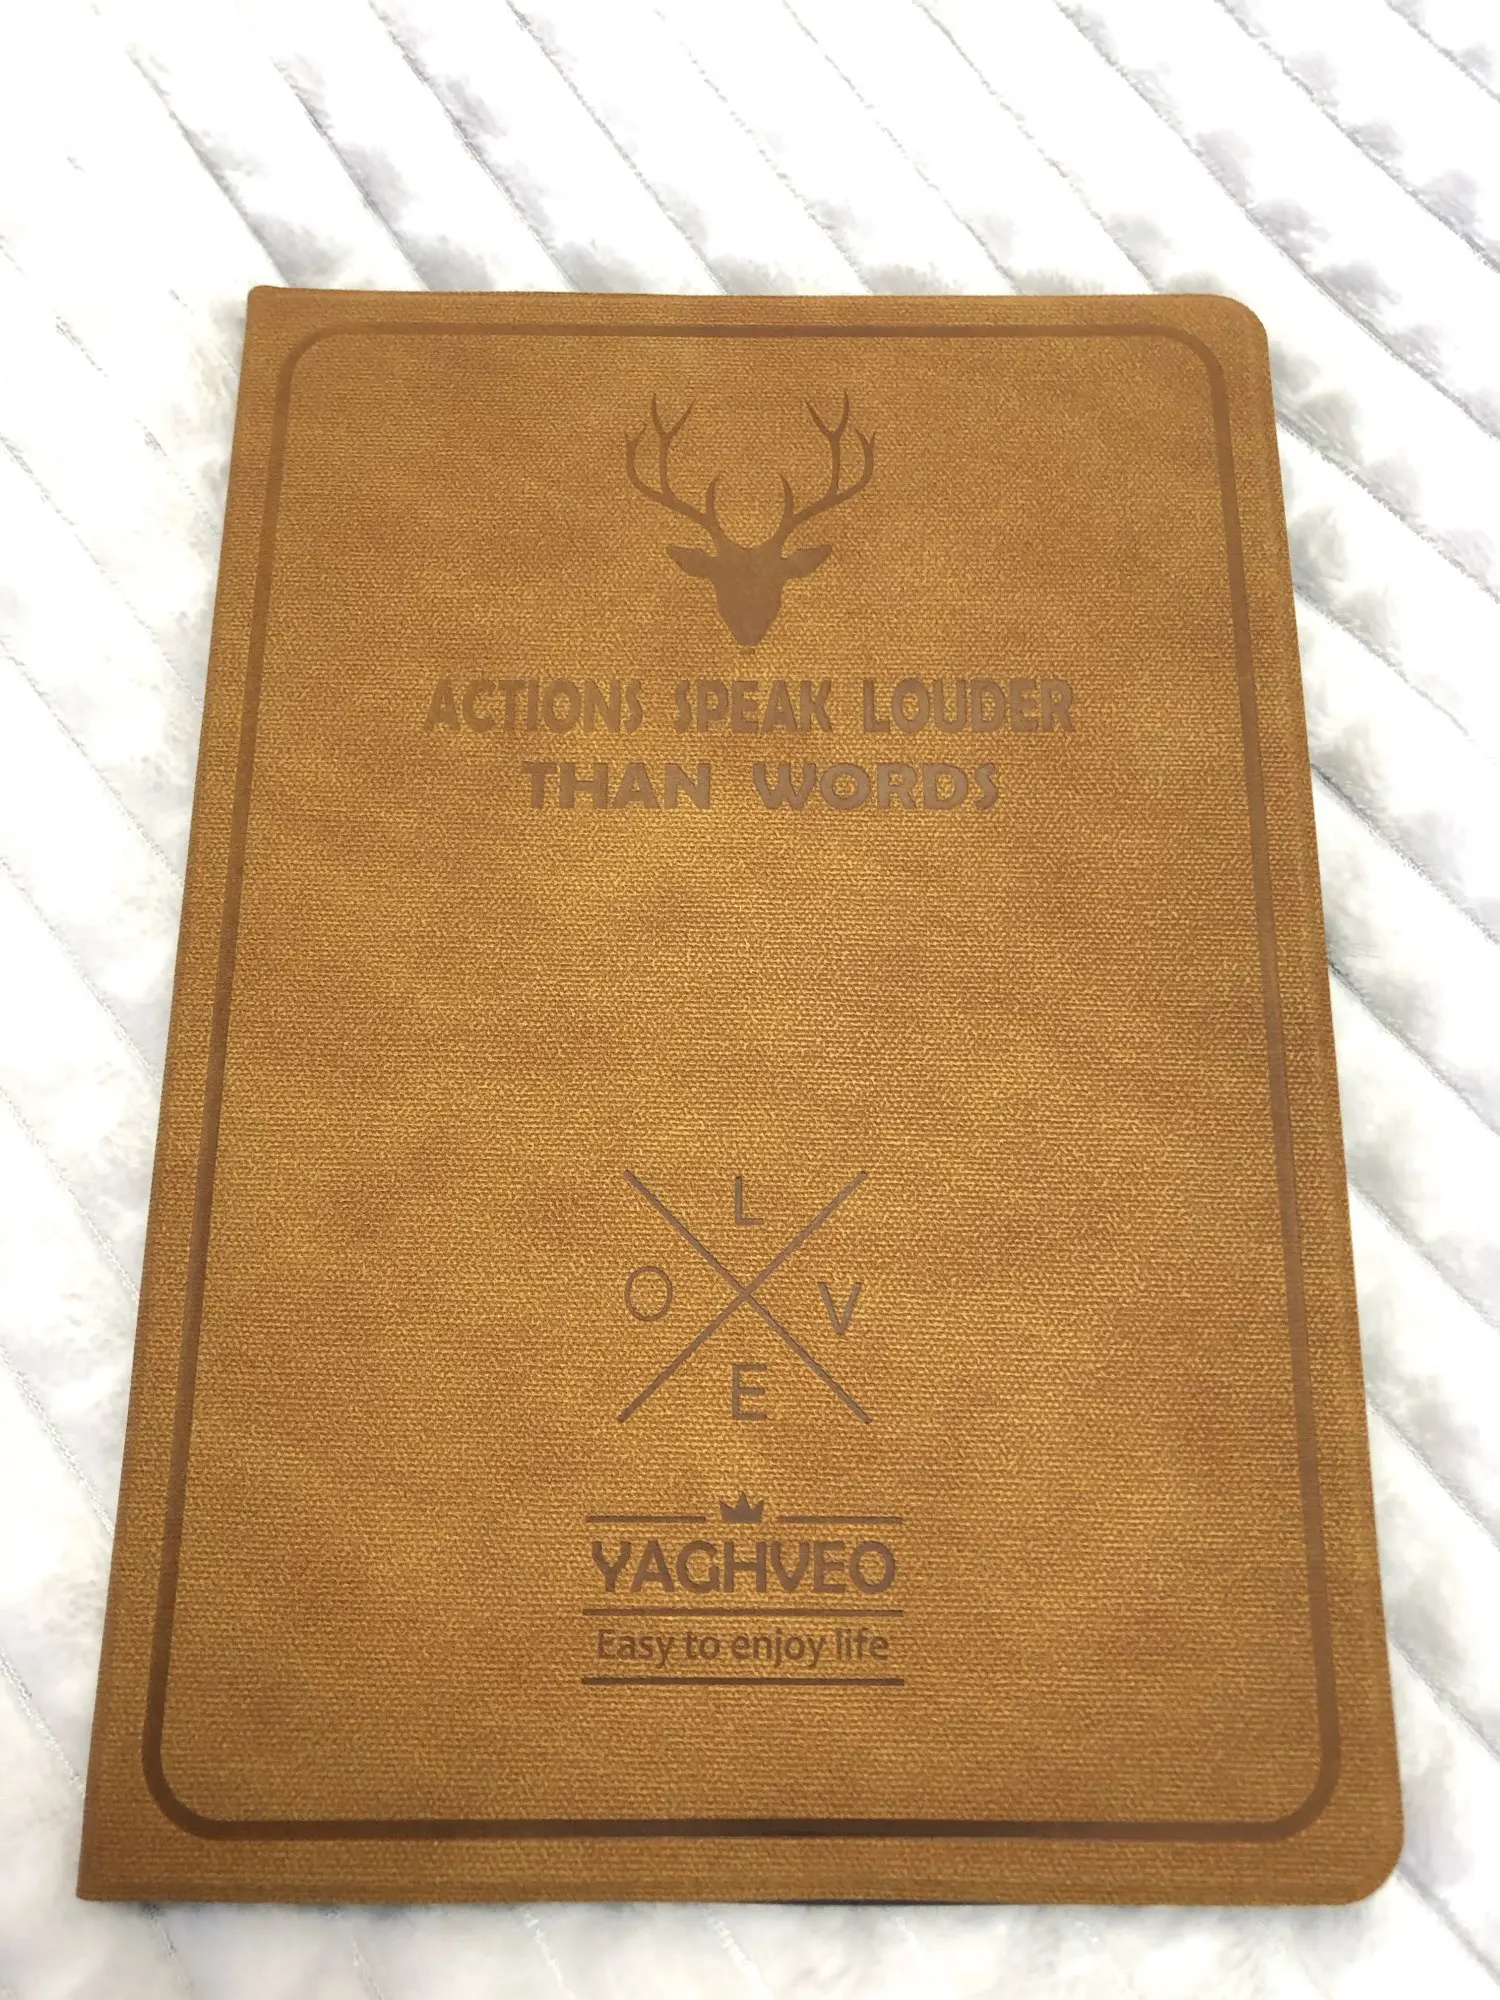 ACTIONS SPEAK LOUDER
THAN WORDS
L
O V
E
YAGHVEO
Easy to enjoy life